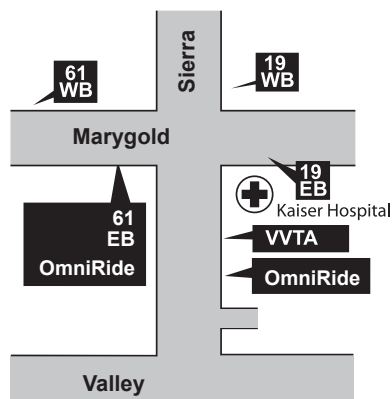 Sierra
61
WB
19
WB
Marygold
19
EB
Kaiser Hospital
61
EB
OmniRide
VVTA
OmniRide
Valley